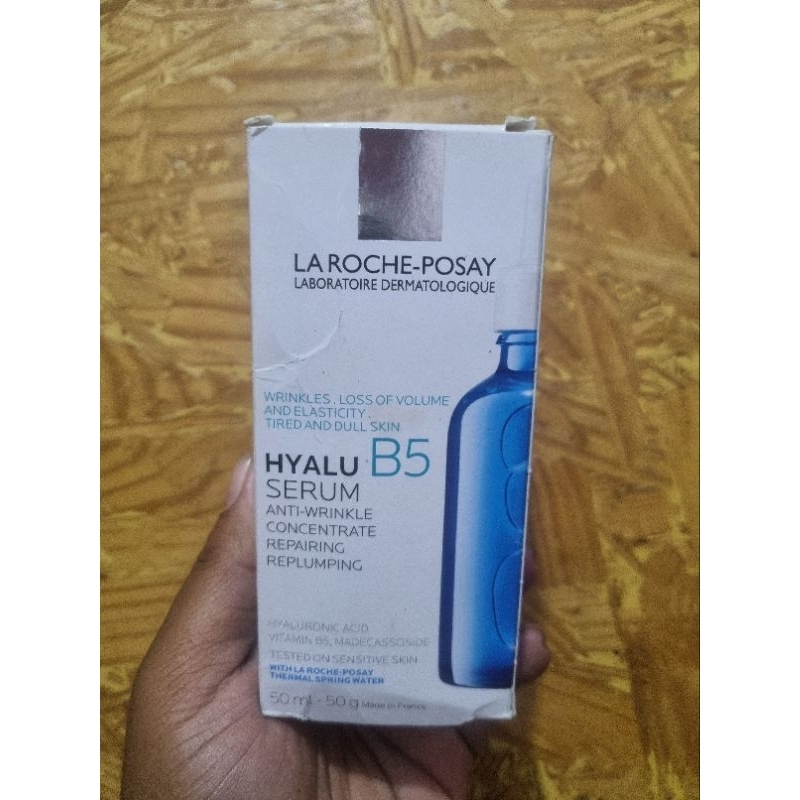 LA ROCHE-POSAY
LABORATOIRE DERMATOLOGIQUE
WRINKLES . LOSS OF VOLUME
AND ELASTICITY .
TIRED AND DULL SKIN
HYALU B5
SERUM
ANTI-WRINKLE
CONCENTRATE
REPAIRING
REPLUMPING
HYALURONIC ACID
VITAMIN B5, MADECASSOSIDE
TESTED ON SENSITIVE SKIN
WITH LA ROCHE-POSAY
THERMAL SPRING WATER
50 ml - 50 g Made in France